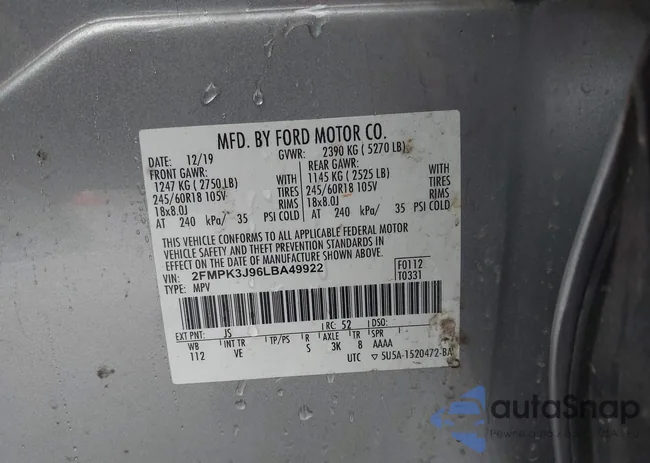 MFD. BY FORD MOTOR CO.
DATE: 12/19 GVWR: 2390 KG ( 5270 LB)
FRONT GAWR: REAR GAWR:
1247 KG ( 2750 LB) WITH 1145 KG ( 2525 LB) WITH
245/60R18 105V TIRES 245/60R18 105V TIRES
18x8.0J RIMS 18x8.0J RIMS
AT 240 kPa/ 35 PSI COLD AT 240 kPa/ 35 PSI COLD
THIS VEHICLE CONFORMS TO ALL APPLICABLE FEDERAL MOTOR
VEHICLE SAFETY AND THEFT PREVENTION STANDARDS IN
EFFECT ON THE DATE OF MANUFACTURE SHOWN ABOVE.
VIN: 2FMPK3J96LBA49922 F0112
TYPE: MPV T0331
EXT PNT: JS RC: 52 DSO:
WB INT TR TP/PS R AXLE TR SPR
112 VE S 3K 8 AAAA
UTC ▽ 5U5A-1520472-BA
autoSnap